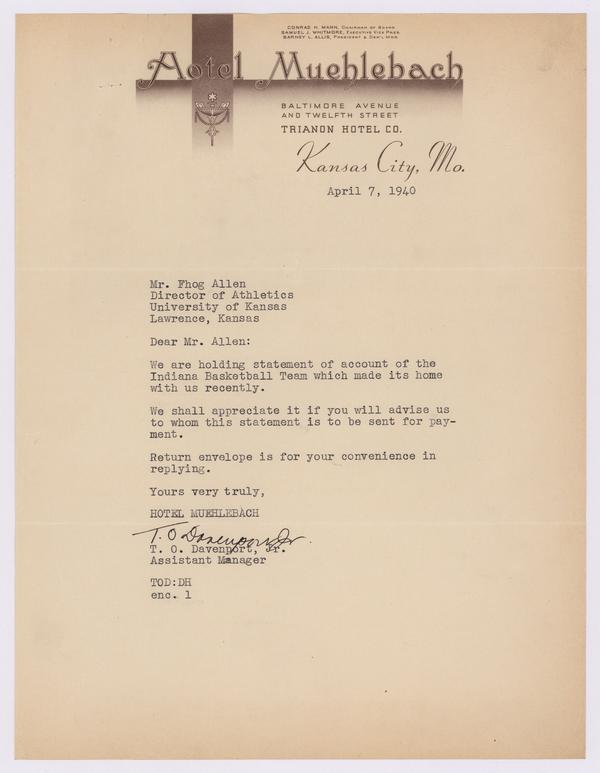 CONRAD H. MANN, CHAIRMAN OF BOARD
SAMUEL J. WHITMORE, EXECUTIVE VICE PRES.
BARNEY L. ALLIS, PRESIDENT & GEN'L MGR.
Hotel Muehlebach
BALTIMORE AVENUE
AND TWELFTH STREET
TRIANON HOTEL CO.
Kansas City, Mo.
April 7, 1940
Mr. Fhog Allen
Director of Athletics
University of Kansas
Lawrence, Kansas
Dear Mr. Allen:
We are holding statement of account of the
Indiana Basketball Team which made its home
with us recently.
We shall appreciate it if you will advise us
to whom this statement is to be sent for pay-
ment.
Return envelope is for your convenience in
replying.
Yours very truly,
HOTEL MUEHLEBACH
T. O Davenport Jr.
T. O. Davenport, Jr.
Assistant Manager
TOD:DH
enc. 1